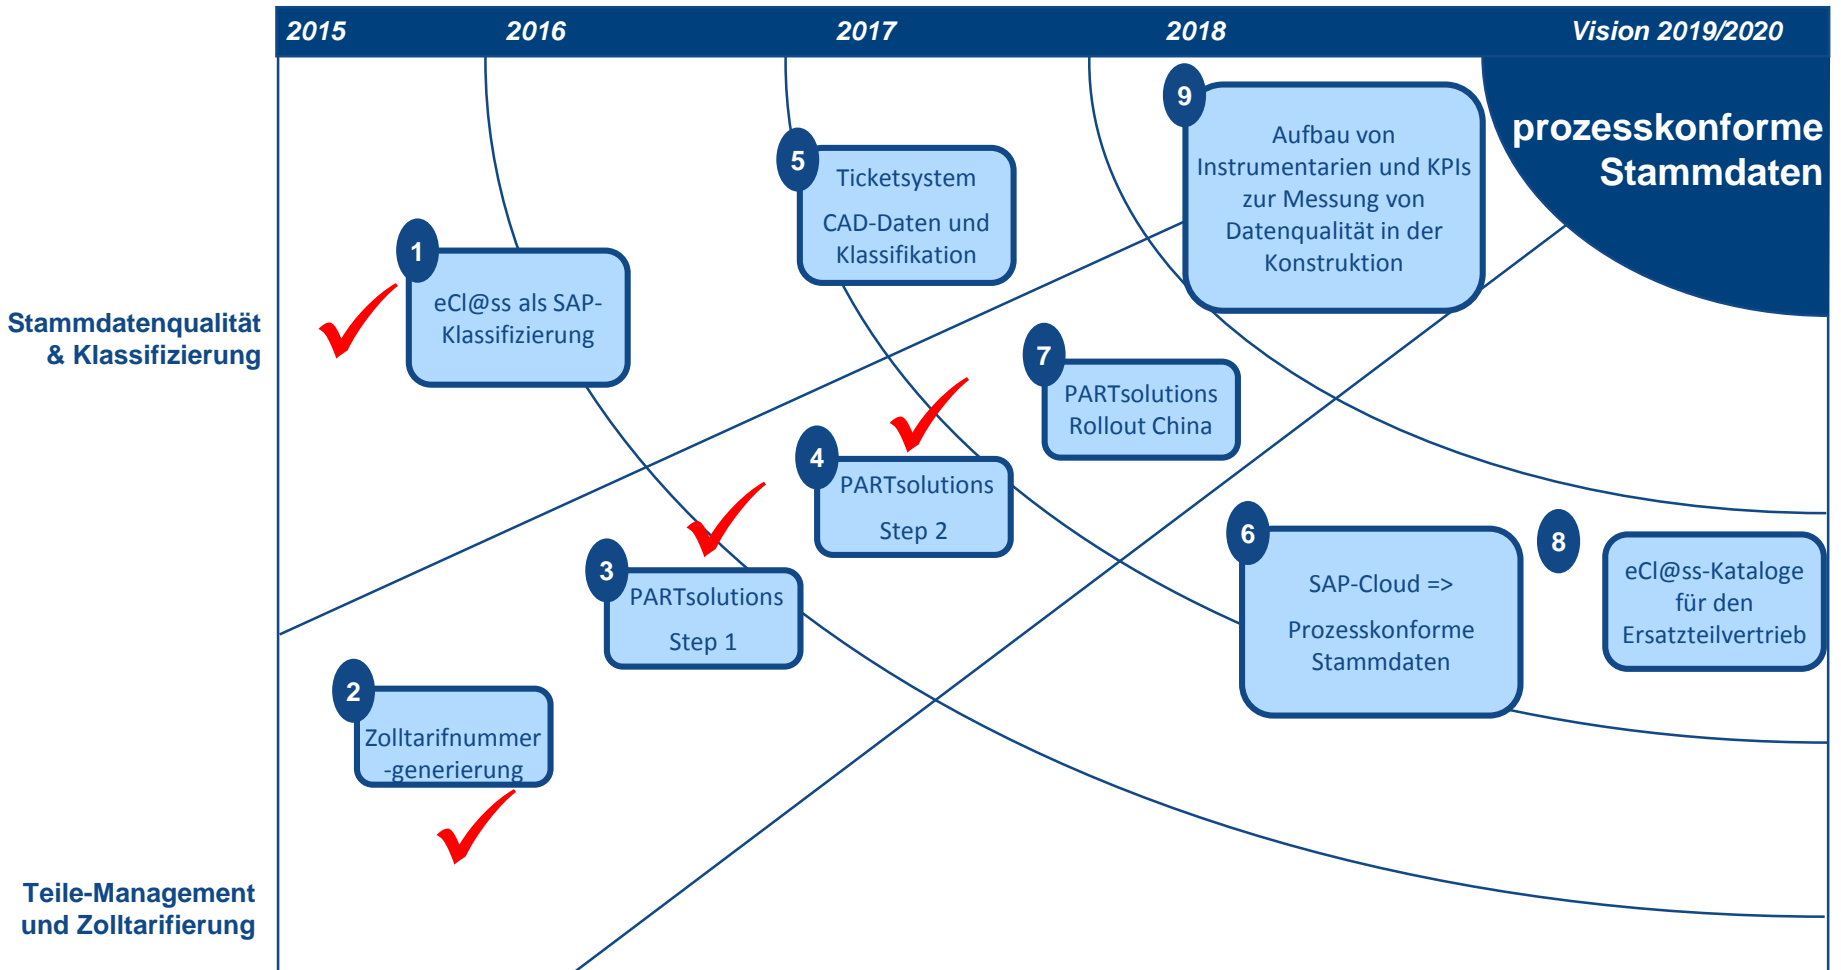 2015
2016
2017
2018
Vision 2019/2020
prozesskonforme
Stammdaten
9
Aufbau von
Instrumentarien und KPIs
zur Messung von
Datenqualität in der
Konstruktion
5
Ticketsystem
CAD-Daten und
Klassifikation
1
eCl@ss als SAP-
Klassifizierung
Stammdatenqualität
& Klassifizierung
7
PARTsolutions
Rollout China
4
PARTsolutions
Step 2
3
PARTsolutions
Step 1
6
SAP-Cloud =>
Prozesskonforme
Stammdaten
8
eCl@ss-Kataloge
für den
Ersatzteilvertrieb
2
Zolltarifnummer
-generierung
Teile-Management
und Zolltarifierung